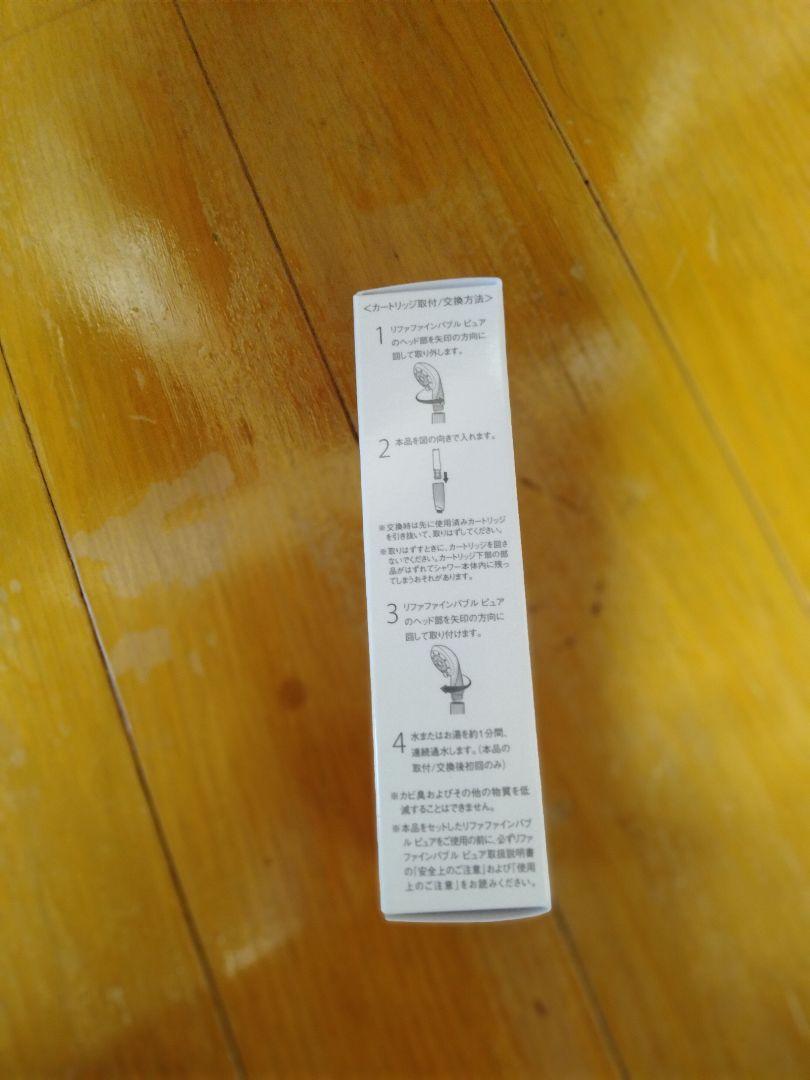 <カートリッジ取付/交換方法>
1 リファファインバブル ピュア
のヘッド部を矢印の方向に
回して取り外します。
2 本品を図の向きで入れます。
※交換時は先に使用済みカートリッジ
を引き抜いて、取りはずしてください。
※取りはずすときに、カートリッジを回さ
ないでください。カートリッジ下部の部
品がはずれてシャワー本体内に残っ
てしまうおそれがあります。
3 リファファインバブル ピュア
のヘッド部を矢印の方向に
回して取り付けます。
4 水またはお湯を約1分間、
連続通水します。(本品の
取付/交換後初回のみ)
※カビ臭およびその他の物質を低
減することはできません。
※本品をセットしたリファファインバブ
ル ピュアをご使用の前に、必ずリファ
ファインバブル ピュア取扱説明書
の「安全上のご注意」および「使用
上のご注意」をお読みください。